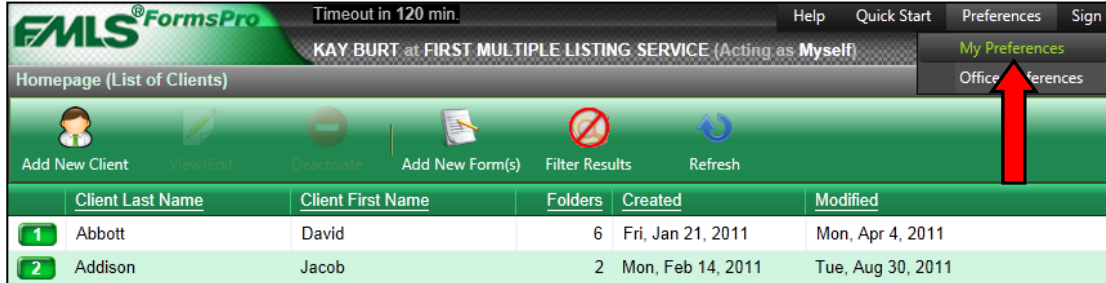 FMLS®FormsPro Timeout in 120 min. Help Quick Start Preferences Sign
KAY BURT at FIRST MULTIPLE LISTING SERVICE (Acting as Myself) My Preferences
Homepage (List of Clients) Office erences
Add New Client View/Edit Deactivate Add New Form(s) Filter Results Refresh
Client Last Name Client First Name Folders Created Modified
1 Abbott David 6 Fri, Jan 21, 2011 Mon, Apr 4, 2011
2 Addison Jacob 2 Mon, Feb 14, 2011 Tue, Aug 30, 2011